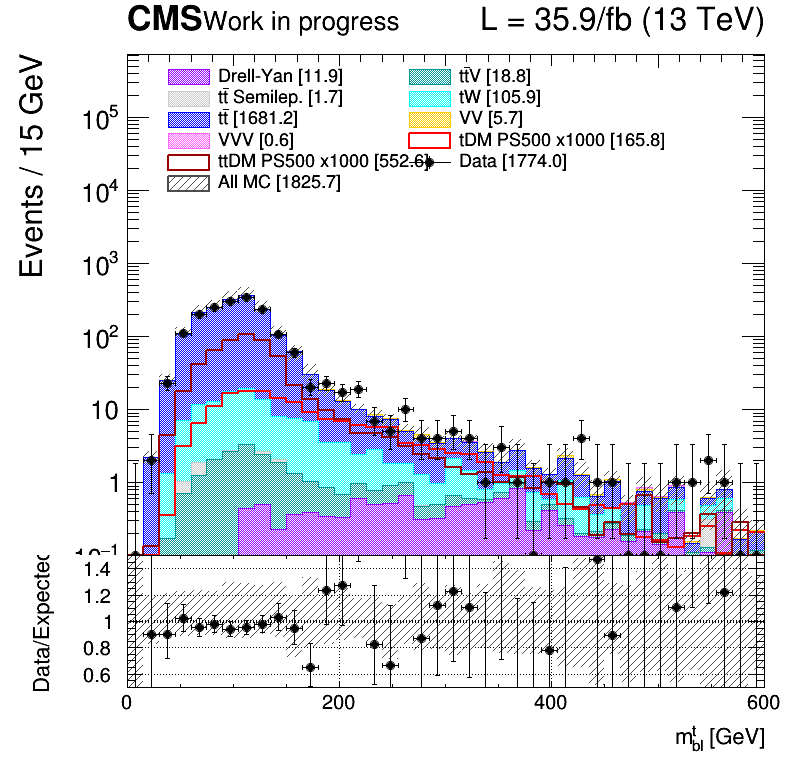 CMS Work in progress L = 35.9/fb (13 TeV)
Events / 15 GeV
Drell-Yan [11.9] tt̄V [18.8]
tt̄ Semilep. [1.7] tW [105.9]
tt̄ [1681.2] VV [5.7]
VVV [0.6] tDM PS500 x1000 [165.8]
ttDM PS500 x1000 [552.6] Data [1774.0]
All MC [1825.7]
10⁵
10⁴
10³
10²
10
1
10⁻¹
Data/Expected
1.4
1.2
1
0.8
0.6
0 200 400 600
m^t_bl [GeV]